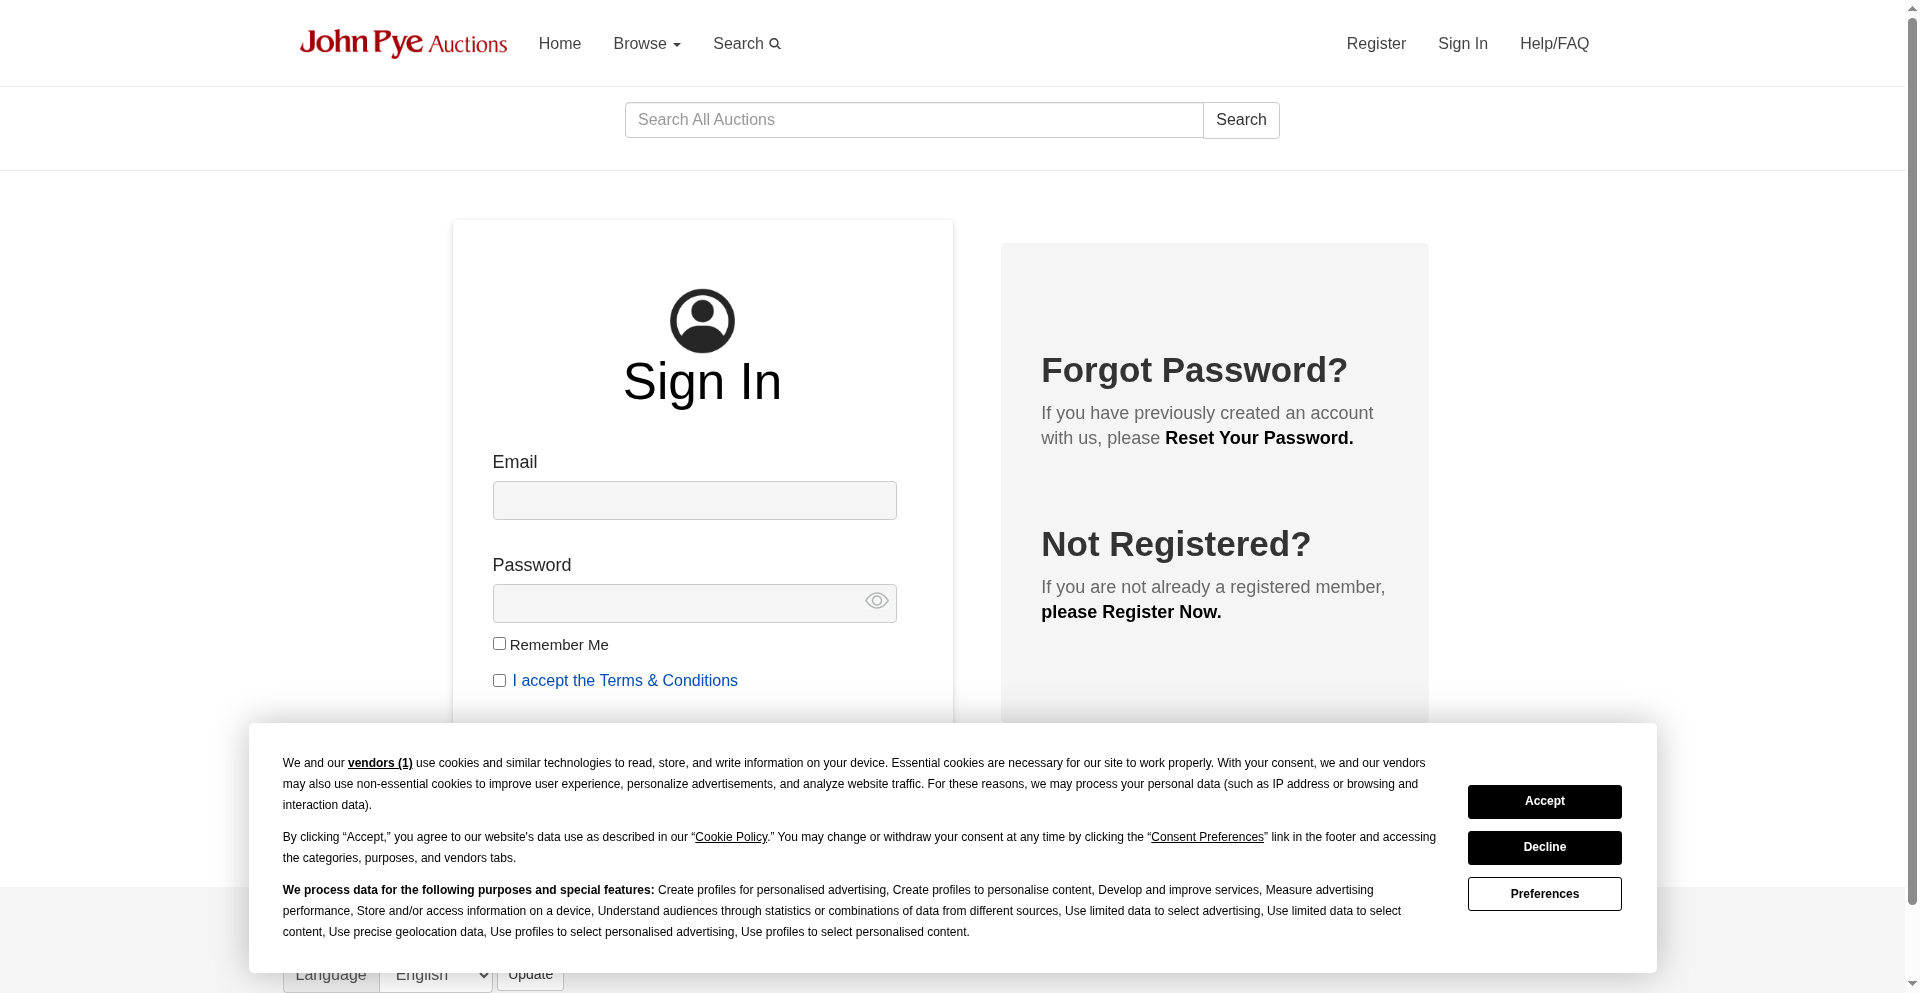 John Pye Auctions Home Browse Search Register Sign In Help/FAQ
Search All Auctions Search
Sign In
Email
Password
Remember Me
I accept the Terms & Conditions
Forgot Password?
If you have previously created an account
with us, please Reset Your Password.
Not Registered?
If you are not already a registered member,
please Register Now.
We and our vendors (1) use cookies and similar technologies to read, store, and write information on your device. Essential cookies are necessary for our site to work properly. With your consent, we and our vendors
may also use non-essential cookies to improve user experience, personalize advertisements, and analyze website traffic. For these reasons, we may process your personal data (such as IP address or browsing and
interaction data).
By clicking “Accept,” you agree to our website's data use as described in our “Cookie Policy.” You may change or withdraw your consent at any time by clicking the “Consent Preferences” link in the footer and accessing
the categories, purposes, and vendors tabs.
We process data for the following purposes and special features: Create profiles for personalised advertising, Create profiles to personalise content, Develop and improve services, Measure advertising
performance, Store and/or access information on a device, Understand audiences through statistics or combinations of data from different sources, Use limited data to select advertising, Use limited data to select
content, Use precise geolocation data, Use profiles to select personalised advertising, Use profiles to select personalised content.
Accept
Decline
Preferences
Language English Update